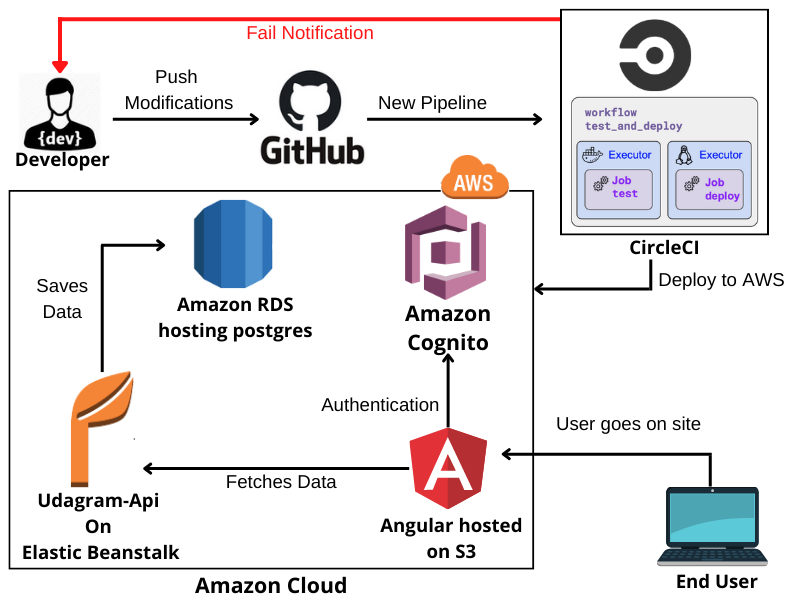 Fail Notification
Push
Modifications
New Pipeline
{dev}
Developer
GitHub
workflow
test_and_deploy
Executor
Job
test
Executor
Job
deploy
CircleCI
Deploy to AWS
AWS
Amazon RDS
hosting postgres
Amazon
Cognito
Saves
Data
Authentication
User goes on site
Fetches Data
Udagram-Api
On
Elastic Beanstalk
Angular hosted
on S3
End User
Amazon Cloud